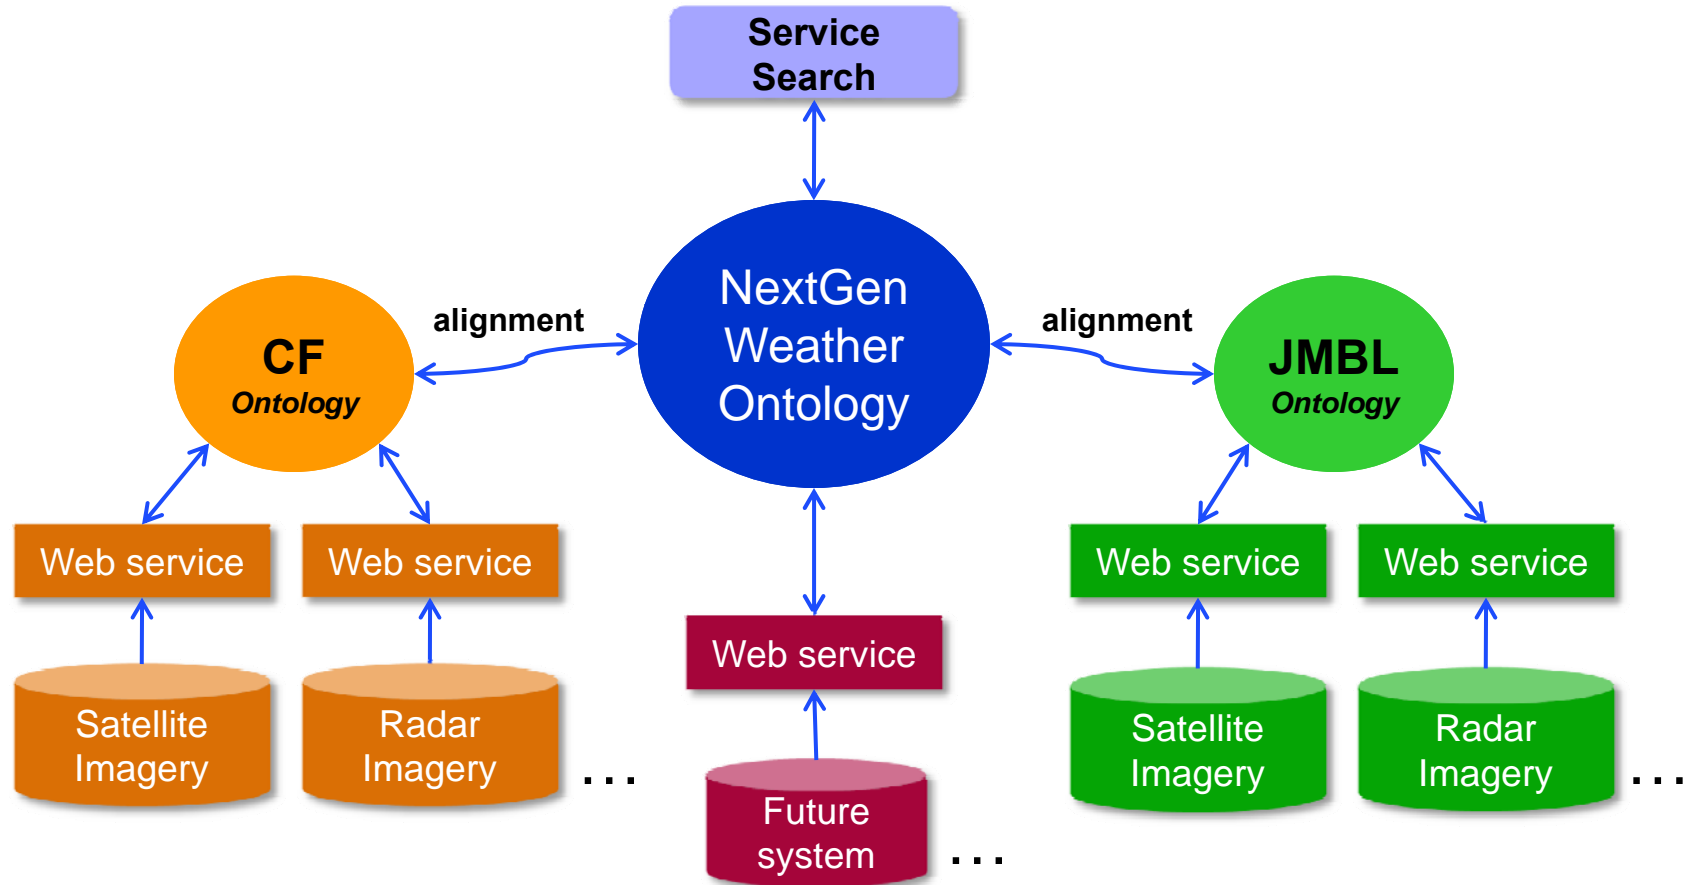 Service
Search
NextGen
Weather
Ontology
alignment
alignment
CF
Ontology
JMBL
Ontology
Web service
Web service
Web service
Web service
Web service
Satellite
Imagery
Radar
Imagery
...
Future
system
...
Satellite
Imagery
Radar
Imagery
...